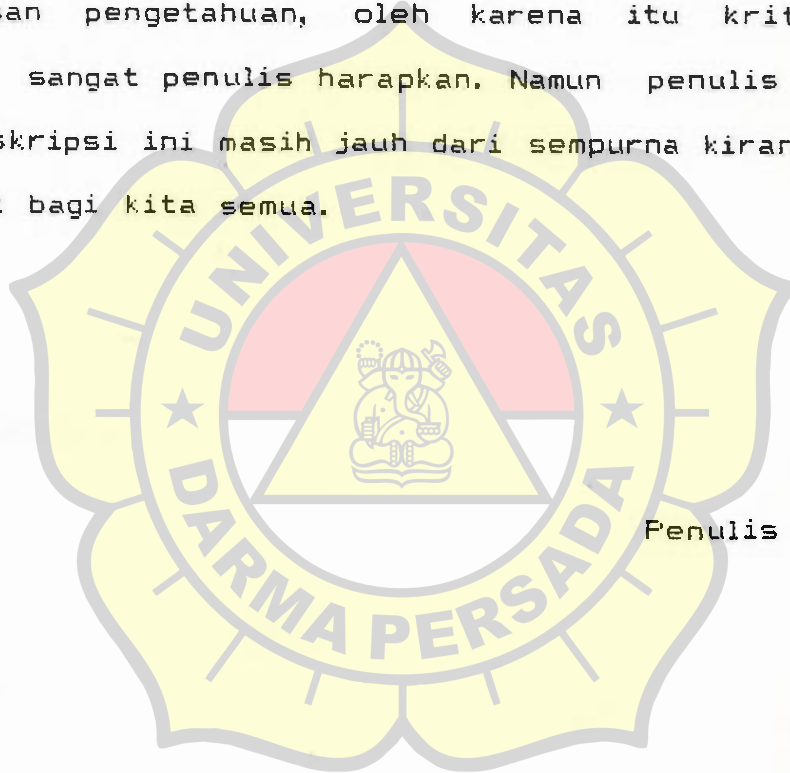 san pengetahuan, oleh karena itu krit
sangat penulis harapkan. Namun penulis
skripsi ini masih jauh dari sempurna kiran
bagi kita semua.
UNIVERSITAS
DARMA PERSADA
Penulis